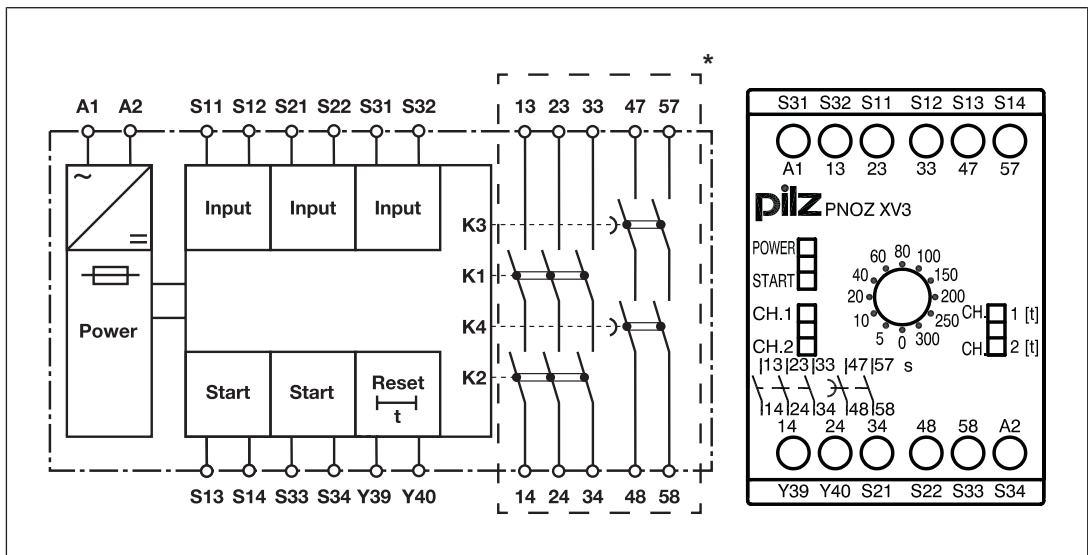 *
A1 A2 S11 S12 S21 S22 S31 S32 13 23 33 47 57
~
=
Input Input Input
K3
K1
Power
K4
Start Start Reset
t
K2
S13 S14 S33 S34 Y39 Y40 14 24 34 48 58
S31 S32 S11 S12 S13 S14
A1 13 23 33 47 57
pilz PNOZ XV3
POWER
START
CH.1
CH.2
0 5 10 20 40 60 80 100 150 200 250 300
s
CH. 1 [t]
CH. 2 [t]
13 23 33 47 57
14 24 34 48 58
14 24 34 48 58 A2
Y39 Y40 S21 S22 S33 S34